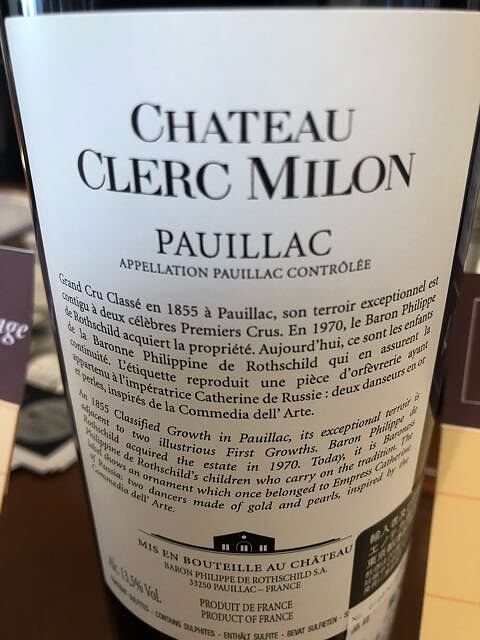 CHATEAU
CLERC MILON
PAUILLAC
APPELLATION PAUILLAC CONTRÔLÉE
Grand Cru Classé en 1855 à Pauillac, son terroir exceptionnel est
contigu à deux célèbres Premiers Crus. En 1970, le Baron Philippe
de Rothschild acquiert la propriété. Aujourd'hui, ce sont les enfants
de la Baronne Philippine de Rothschild qui en assurent la
continuité. L'étiquette reproduit une pièce d'orfèvrerie ayant
appartenu à l'impératrice Catherine de Russie : deux danseurs en or
et perles, inspirés de la Commedia dell' Arte.
An 1855 Classified Growth in Pauillac, its exceptional terroir is
adjacent to two illustrious First Growths. Baron Philippe de
Rothschild acquired the estate in 1970. Today, it is Baroness
Philippine de Rothschild's children who carry on the tradition. The
label shows an ornament which once belonged to Empress Catherine
of Russia: two dancers made of gold and pearls, inspired by the
Commedia dell' Arte.
MIS EN BOUTEILLE AU CHÂTEAU
BARON PHILIPPE DE ROTHSCHILD S.A.
33250 PAUILLAC – FRANCE
Alc 13,5% Vol.
PRODUIT DE FRANCE
PRODUCT OF FRANCE
SULFITES - CONTAINS SULPHITES - ENTHÄLT SULFITE - BEVAT SULFIETEN